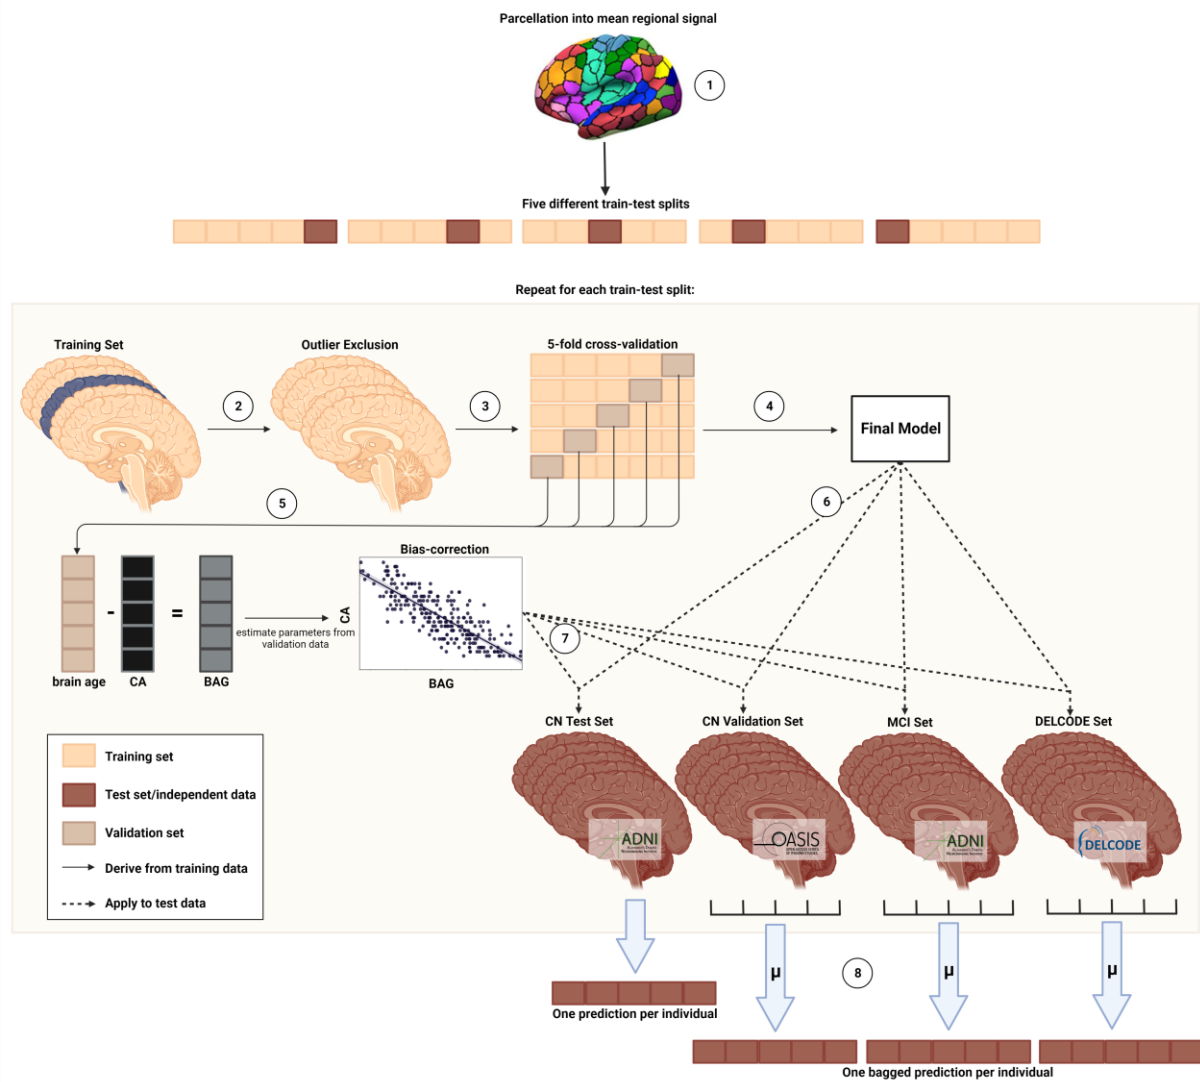 Parcellation into mean regional signal
1
Five different train-test splits
Repeat for each train-test split:
Training Set
Outlier Exclusion
5-fold cross-validation
2
3
4
Final Model
5
6
Bias-correction
CA
-
=
estimate parameters from
validation data
7
brain age
CA
BAG
BAG
CN Test Set
CN Validation Set
MCI Set
DELCODE Set
Training set
Test set/independent data
Validation set
Derive from training data
Apply to test data
ADNI
OASIS
ADNI
DELCODE
μ
8
μ
μ
One prediction per individual
One bagged prediction per individual